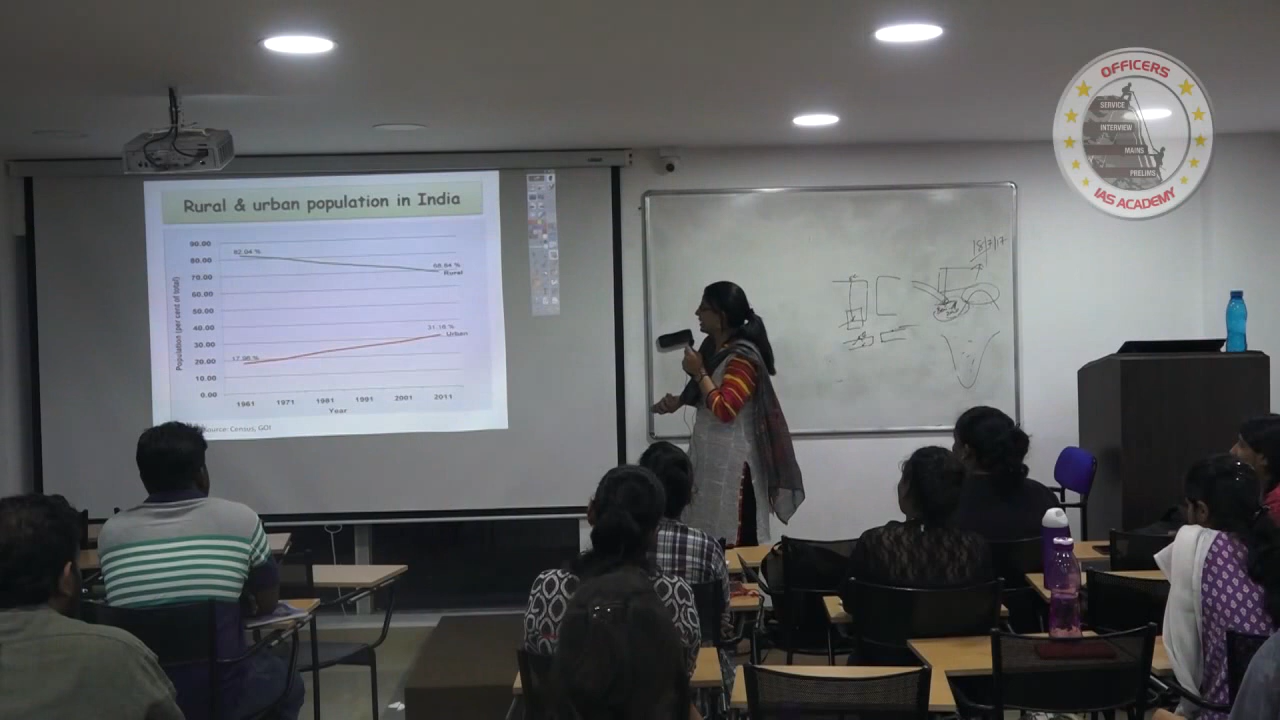 Rural & urban population in India
90.00
80.00
70.00
60.00
50.00
40.00
30.00
20.00
10.00
0.00
Population (per cent of total)
82.04 %
68.84 %
Rural
31.16 %
Urban
17.96 %
1961
1971
1981
1991
2001
2011
Year
Source: Census, GOI
18/7/17
OFFICERS
SERVICE
INTERVIEW
MAINS
PRELIMS
IAS ACADEMY